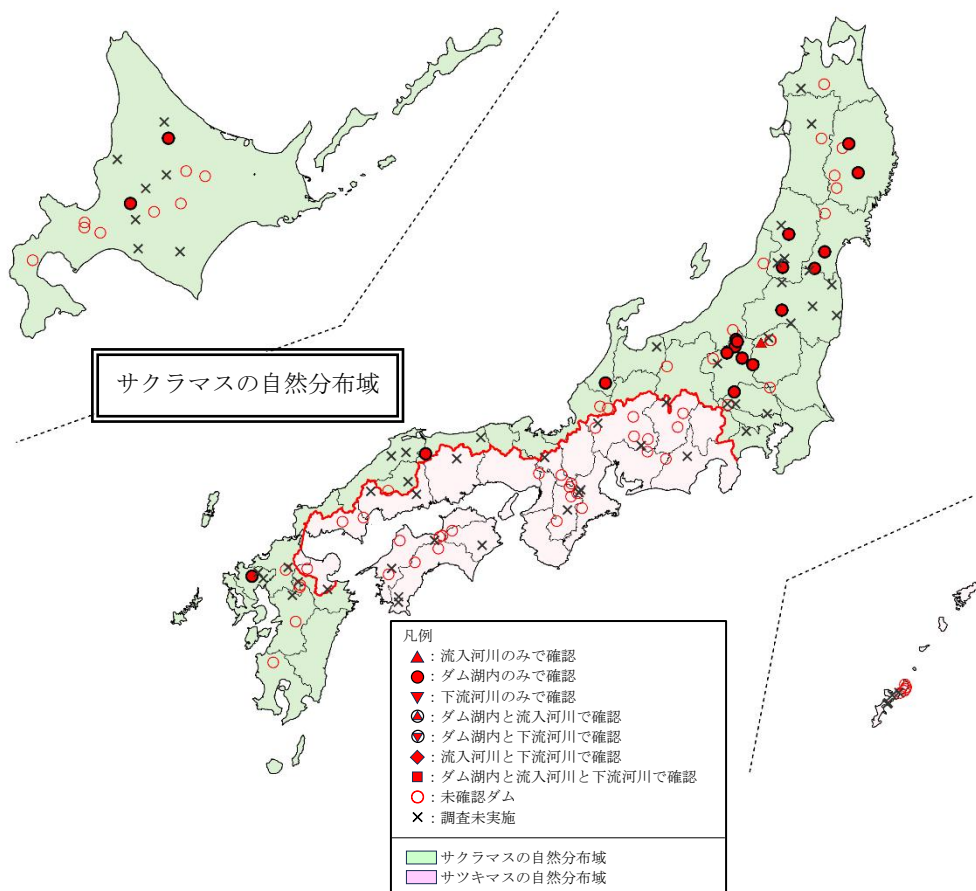 サクラマスの自然分布域
凡例
▲：流入河川のみで確認
●：ダム湖内のみで確認
▼：下流河川のみで確認
：ダム湖内と流入河川で確認
：ダム湖内と下流河川で確認
◆：流入河川と下流河川で確認
■：ダム湖内と流入河川と下流河川で確認
○：未確認ダム
×：調査未実施
サクラマスの自然分布域
サツキマスの自然分布域